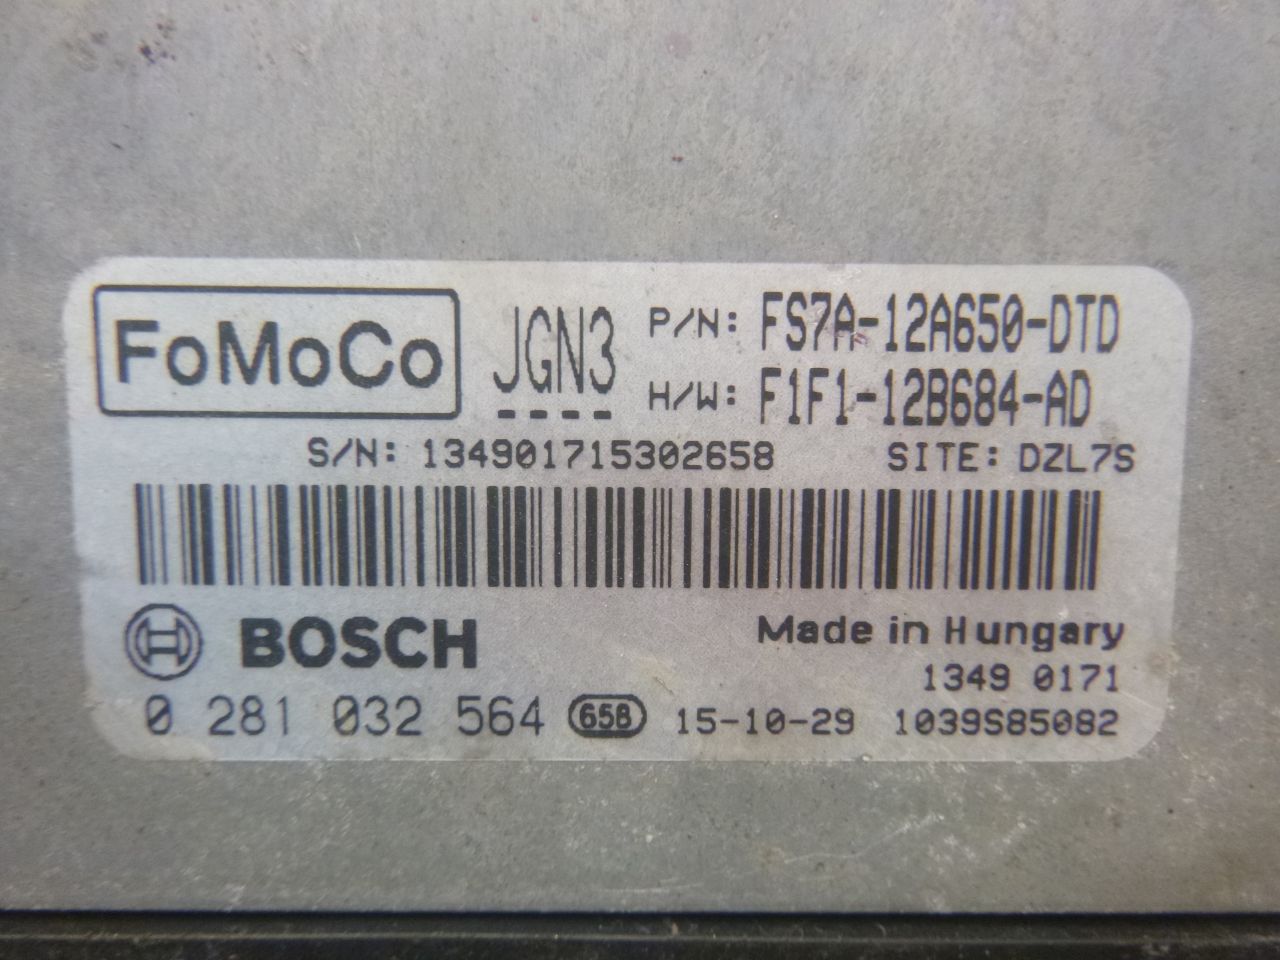 FoMoCo JGN3 P/N: FS7A-12A650-DTD
H/W: F1F1-12B684-AD
S/N: 134901715302658 SITE: DZL7S
BOSCH Made in Hungary
1349 0171
0 281 032 564 65B 15-10-29 1039S85082